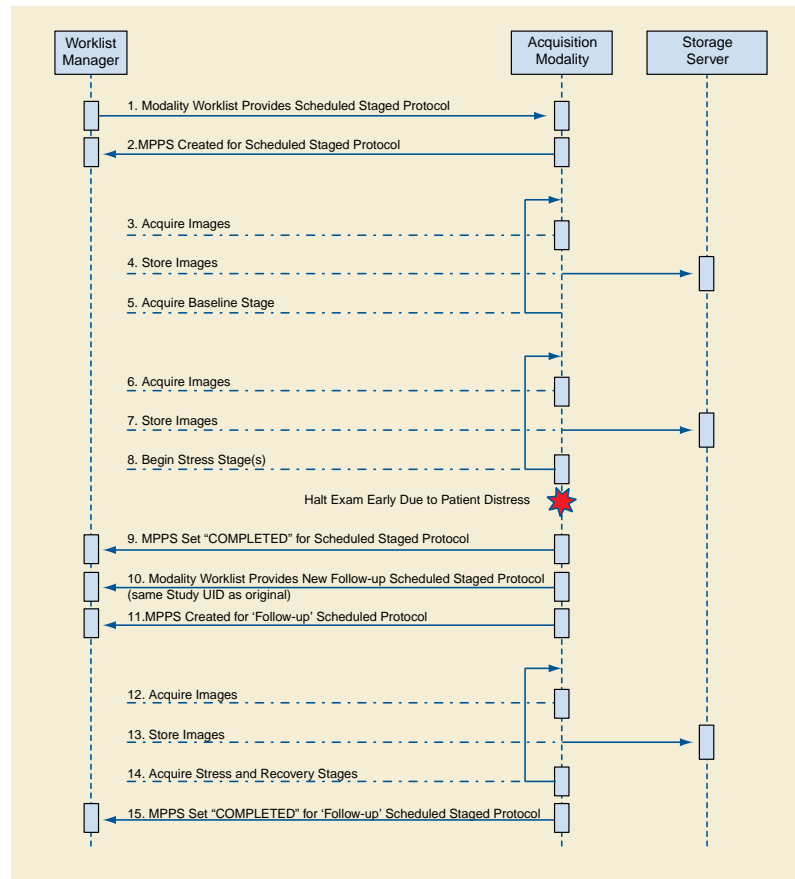 Worklist
Manager
Acquisition
Modality
Storage
Server
1. Modality Worklist Provides Scheduled Staged Protocol
2.MPPS Created for Scheduled Staged Protocol
3. Acquire Images
4. Store Images
5. Acquire Baseline Stage
6. Acquire Images
7. Store Images
8. Begin Stress Stage(s)
Halt Exam Early Due to Patient Distress
9. MPPS Set “COMPLETED” for Scheduled Staged Protocol
10. Modality Worklist Provides New Follow-up Scheduled Staged Protocol
(same Study UID as original)
11.MPPS Created for ‘Follow-up’ Scheduled Protocol
12. Acquire Images
13. Store Images
14. Acquire Stress and Recovery Stages
15. MPPS Set “COMPLETED” for ‘Follow-up’ Scheduled Staged Protocol